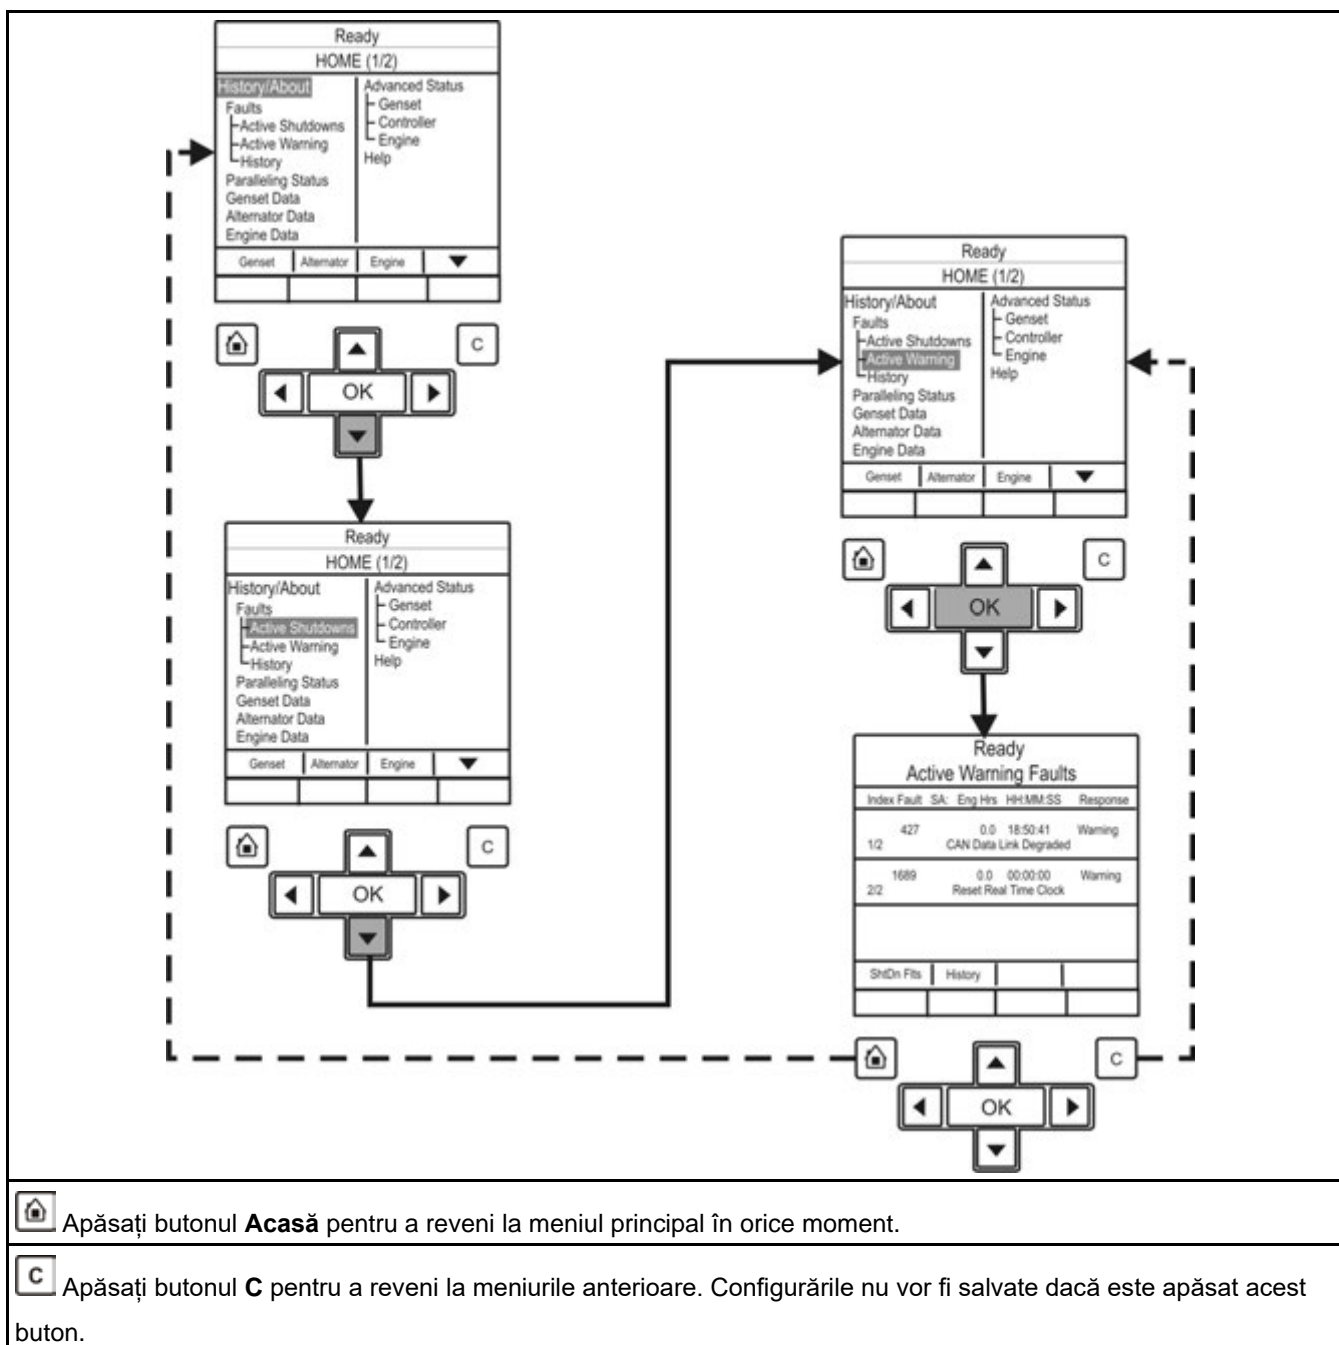 Ready
HOME (1/2)
History/About
Faults
Active Shutdowns
Active Warning
History
Paralleling Status
Genset Data
Alternator Data
Engine Data
Advanced Status
Genset
Controller
Engine
Help
Genset Alternator Engine
C
OK
Ready
HOME (1/2)
History/About
Faults
Active Shutdowns
Active Warning
History
Paralleling Status
Genset Data
Alternator Data
Engine Data
Advanced Status
Genset
Controller
Engine
Help
Genset Alternator Engine
C
OK
Ready
HOME (1/2)
History/About
Faults
Active Shutdowns
Active Warning
History
Paralleling Status
Genset Data
Alternator Data
Engine Data
Advanced Status
Genset
Controller
Engine
Help
Genset Alternator Engine
C
OK
Ready
Active Warning Faults
Index Fault SA: Eng Hrs HH:MM:SS Response
427 0.0 18:50:41 Warning
1/2 CAN Data Link Degraded
1689 0.0 00:00:00 Warning
2/2 Reset Real Time Clock
ShtDn Flts History
C
OK
Apăsați butonul Acasă pentru a reveni la meniul principal în orice moment.
C Apăsați butonul C pentru a reveni la meniurile anterioare. Configurările nu vor fi salvate dacă este apăsat acest
buton.